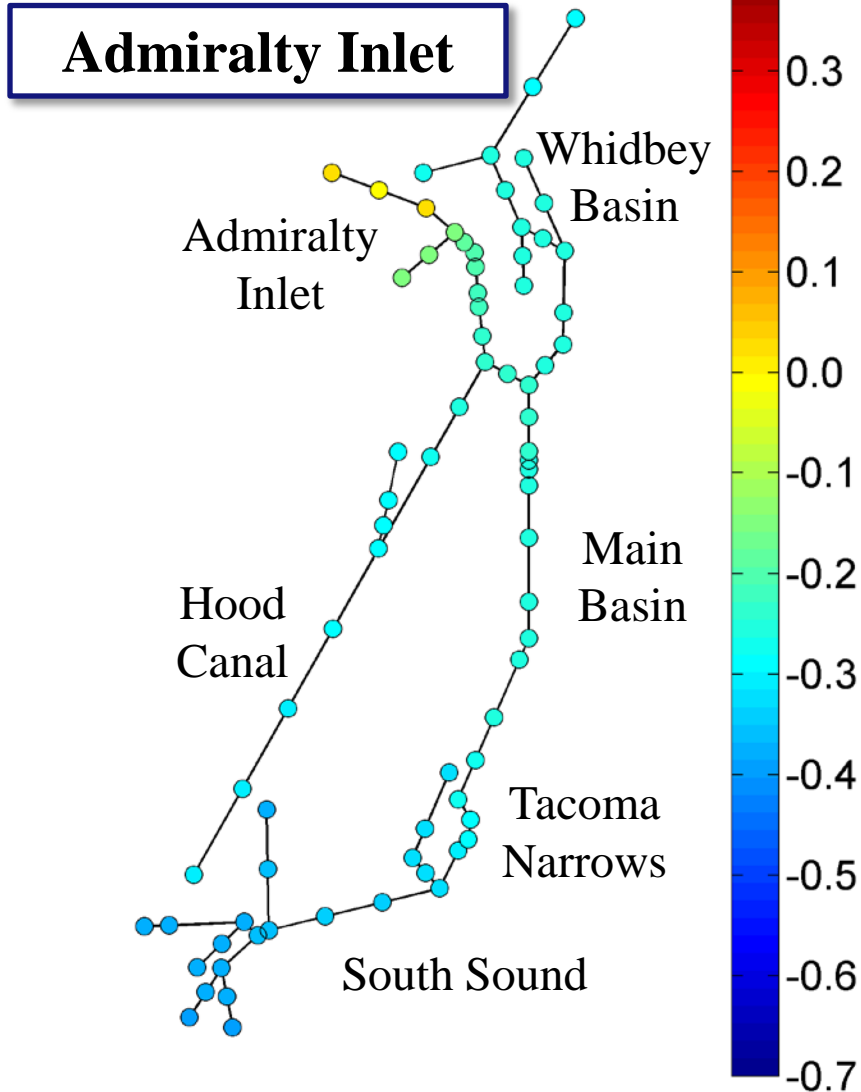 Admiralty Inlet
Whidbey
Basin
Admiralty
Inlet
Main
Basin
Hood
Canal
Tacoma
Narrows
South Sound
0.3
0.2
0.1
0.0
-0.1
-0.2
-0.3
-0.4
-0.5
-0.6
-0.7